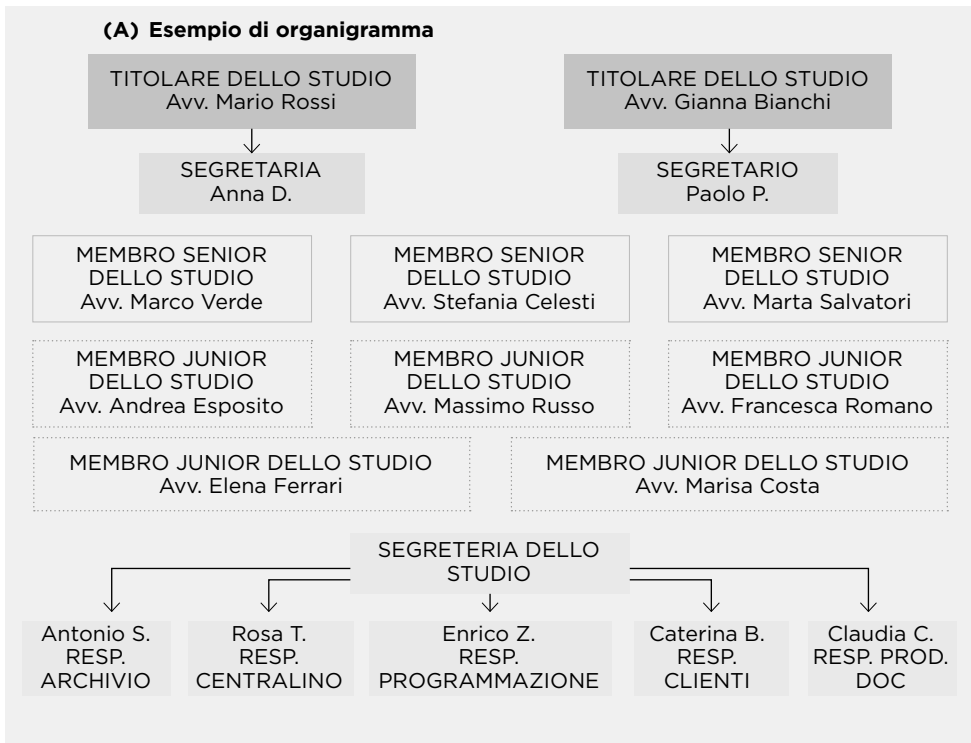 (A) Esempio di organigramma
TITOLARE DELLO STUDIO
Avv. Mario Rossi
TITOLARE DELLO STUDIO
Avv. Gianna Bianchi
SEGRETARIA
Anna D.
SEGRETARIO
Paolo P.
MEMBRO SENIOR
DELLO STUDIO
Avv. Marco Verde
MEMBRO SENIOR
DELLO STUDIO
Avv. Stefania Celesti
MEMBRO SENIOR
DELLO STUDIO
Avv. Marta Salvatori
MEMBRO JUNIOR
DELLO STUDIO
Avv. Andrea Esposito
MEMBRO JUNIOR
DELLO STUDIO
Avv. Massimo Russo
MEMBRO JUNIOR
DELLO STUDIO
Avv. Francesca Romano
MEMBRO JUNIOR DELLO STUDIO
Avv. Elena Ferrari
MEMBRO JUNIOR DELLO STUDIO
Avv. Marisa Costa
SEGRETERIA DELLO
STUDIO
Antonio S.
RESP.
ARCHIVIO
Rosa T.
RESP.
CENTRALINO
Enrico Z.
RESP.
PROGRAMMAZIONE
Caterina B.
RESP.
CLIENTI
Claudia C.
RESP. PROD.
DOC